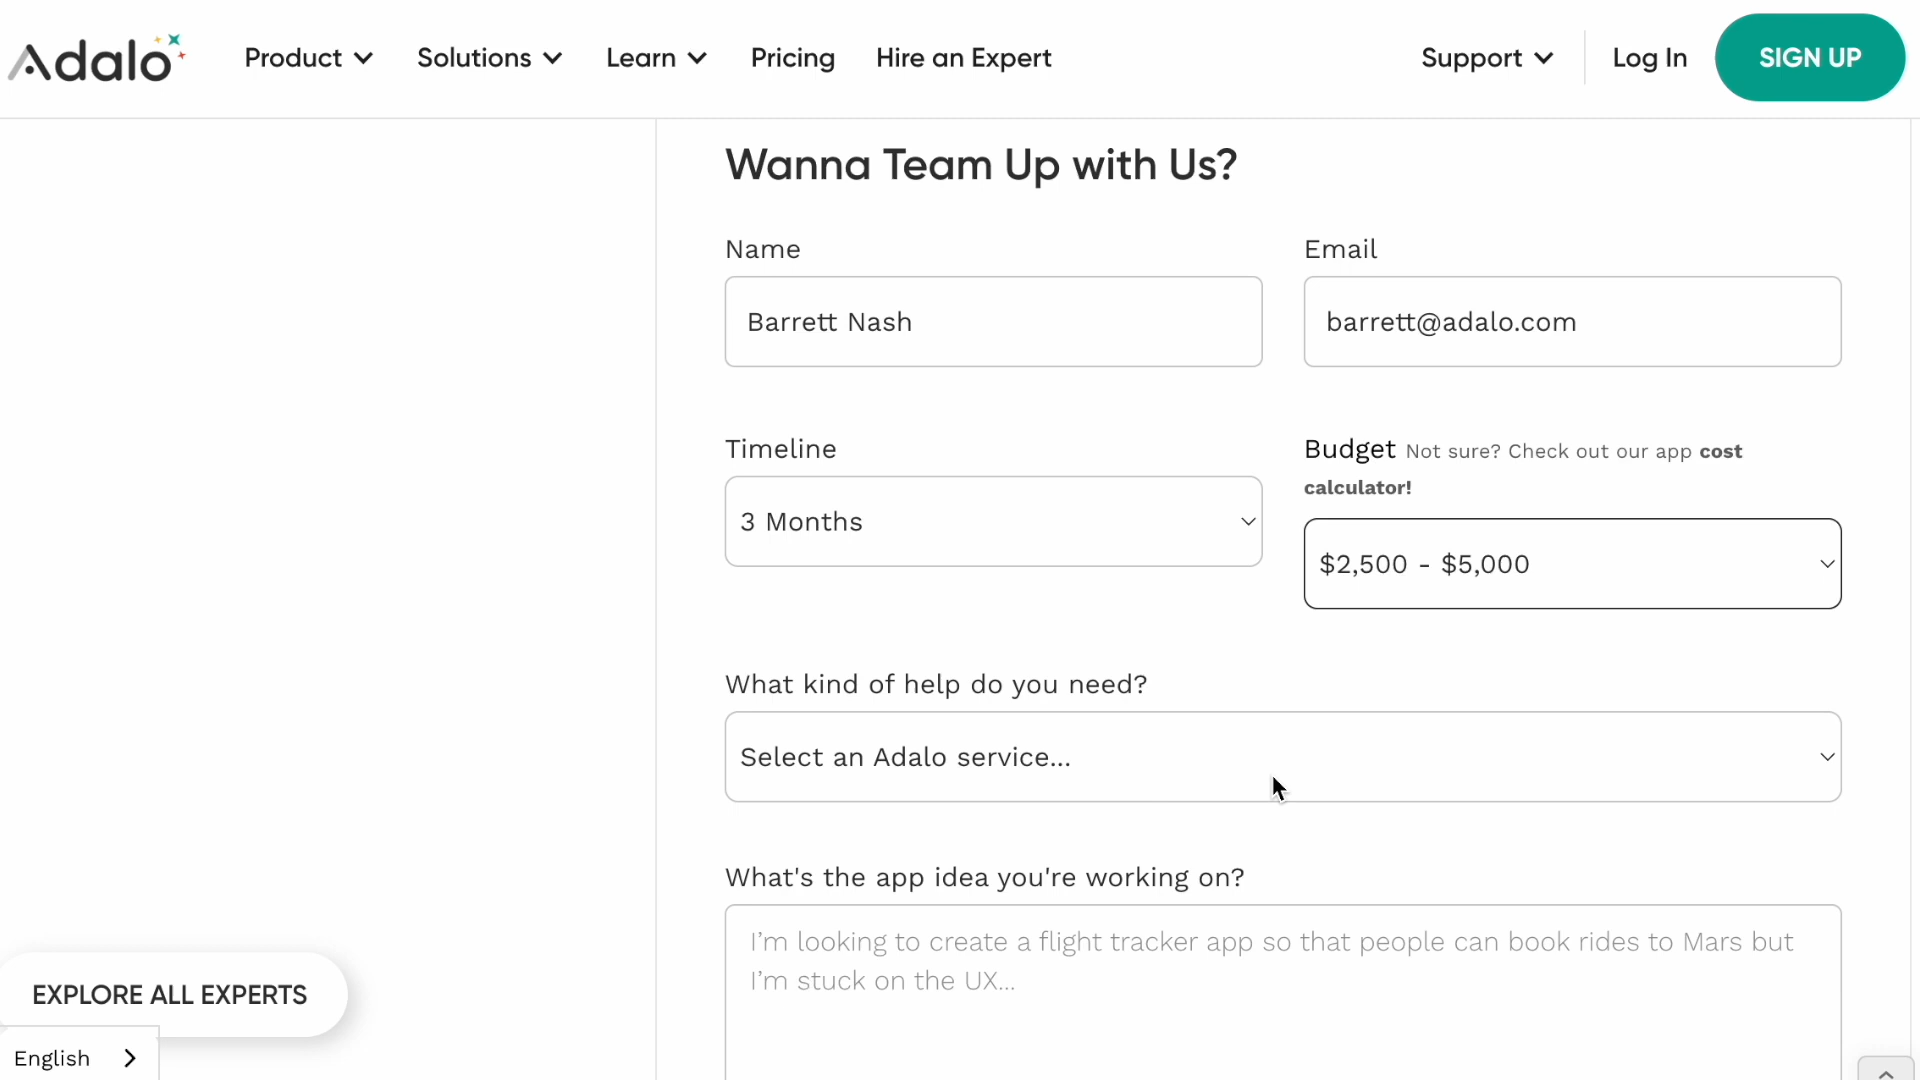 Adalo
Product
Solutions
Learn
Pricing
Hire an Expert
Support
Log In
SIGN UP
Wanna Team Up with Us?
Name
Email
Barrett Nash
barrett@adalo.com
Timeline
Budget Not sure? Check out our app cost
calculator!
3 Months
$2,500 - $5,000
What kind of help do you need?
Select an Adalo service...
What's the app idea you're working on?
I’m looking to create a flight tracker app so that people can book rides to Mars but
I’m stuck on the UX...
EXPLORE ALL EXPERTS
English